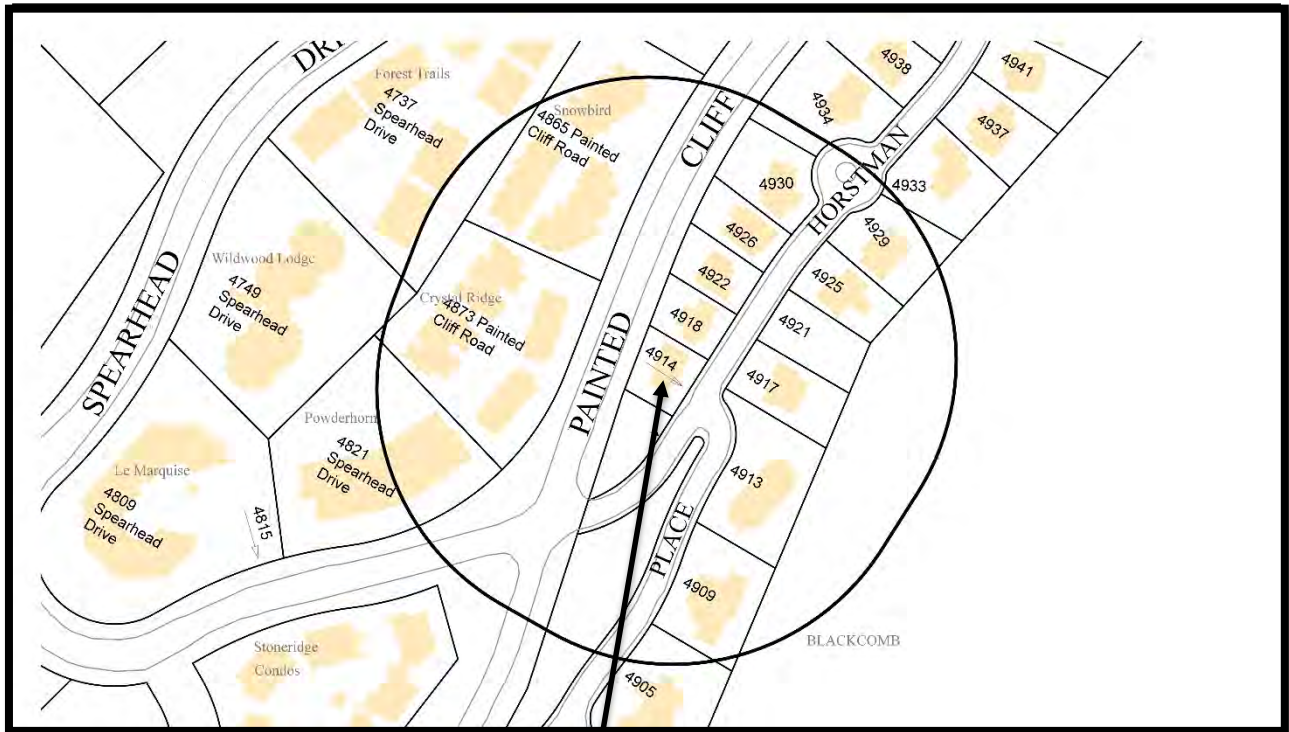 DRI
Forest Trails
4737
Spearhead
Drive
Snowbird
4865 Painted
Cliff Road
CLIFF
4938
4934
4941
4937
HORSTMAN
4933
4930
4929
4926
4925
4922
4921
4918
4914
4917
Wildwood Lodge
4749
Spearhead
Drive
SPEARHEAD
Crystal Ridge
4873 Painted
Cliff Road
PAINTED
Powderhorn
4821
Spearhead
Drive
Le Marquise
4809
Spearhead
Drive
4815
4913
PLACE
4909
BLACKCOMB
Stoneridge
Condos
4905